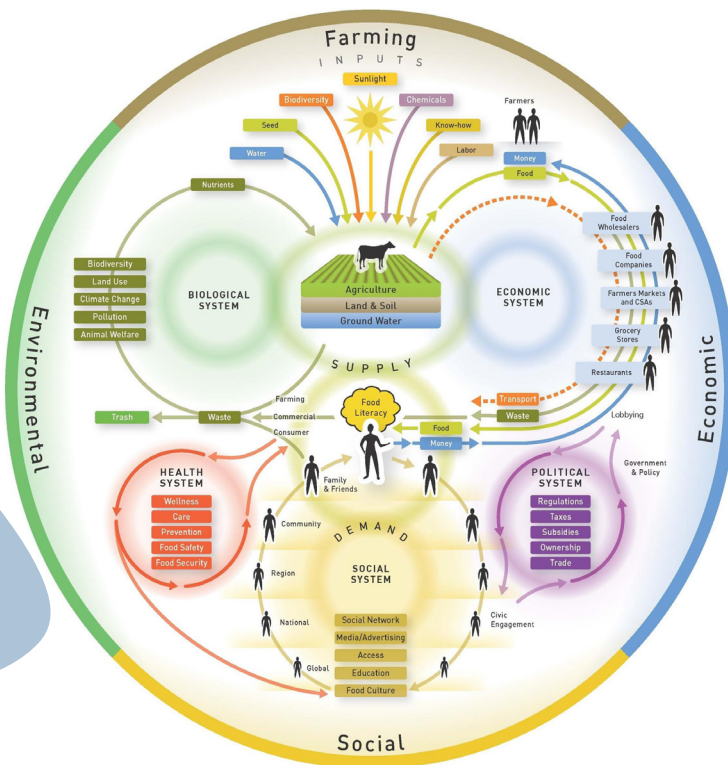 Farming
INPUTS
Sunlight
Biodiversity
Chemicals
Seed
Know-how
Water
Labor
Farmers
Money
Food
Nutrients
Food
Wholesalers
Food
Companies
Farmers Markets
and CSAs
Grocery
Stores
Restaurants
Biodiversity
Land Use
Climate Change
Pollution
Animal Welfare
BIOLOGICAL
SYSTEM
Agriculture
Land & Soil
Ground Water
ECONOMIC
SYSTEM
Environmental
Economic
SUPPLY
Transport
Waste
Food
Money
Food
Literacy
Farming
Commercial
Consumer
Waste
Trash
Lobbying
Government
& Policy
HEALTH
SYSTEM
Wellness
Care
Prevention
Food Safety
Food Security
Family
& Friends
Community
Region
National
Global
DEMAND
SOCIAL
SYSTEM
Social Network
Media/Advertising
Access
Education
Food Culture
POLITICAL
SYSTEM
Regulations
Taxes
Subsidies
Ownership
Trade
Civic
Engagement
Social